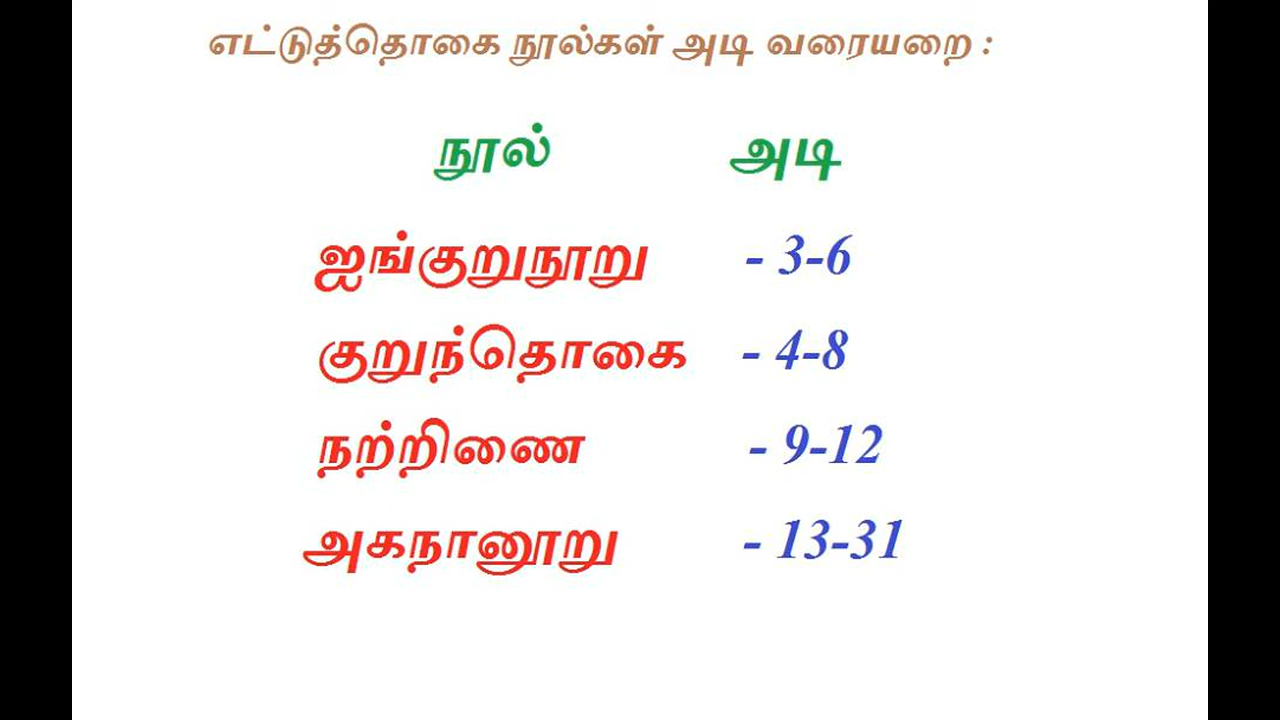 எட்டுத்தொகை நூல்கள் அடி வரையறை :
நூல் அடி
ஐங்குறுநூறு - 3-6
குறுந்தொகை - 4-8
நற்றிணை - 9-12
அகநானூறு - 13-31